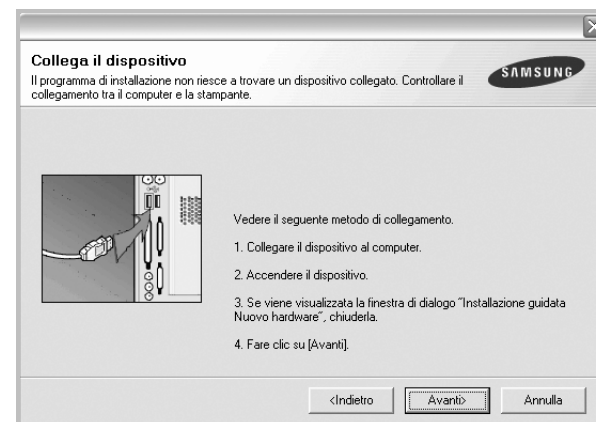 Collega il dispositivo
Il programma di installazione non riesce a trovare un dispositivo collegato. Controllare il
collegamento tra il computer e la stampante.
SAMSUNG
Vedere il seguente metodo di collegamento.
1. Collegare il dispositivo al computer.
2. Accendere il dispositivo.
3. Se viene visualizzata la finestra di dialogo "Installazione guidata
Nuovo hardware", chiuderla.
4. Fare clic su [Avanti].
<Indietro
Avanti>
Annulla